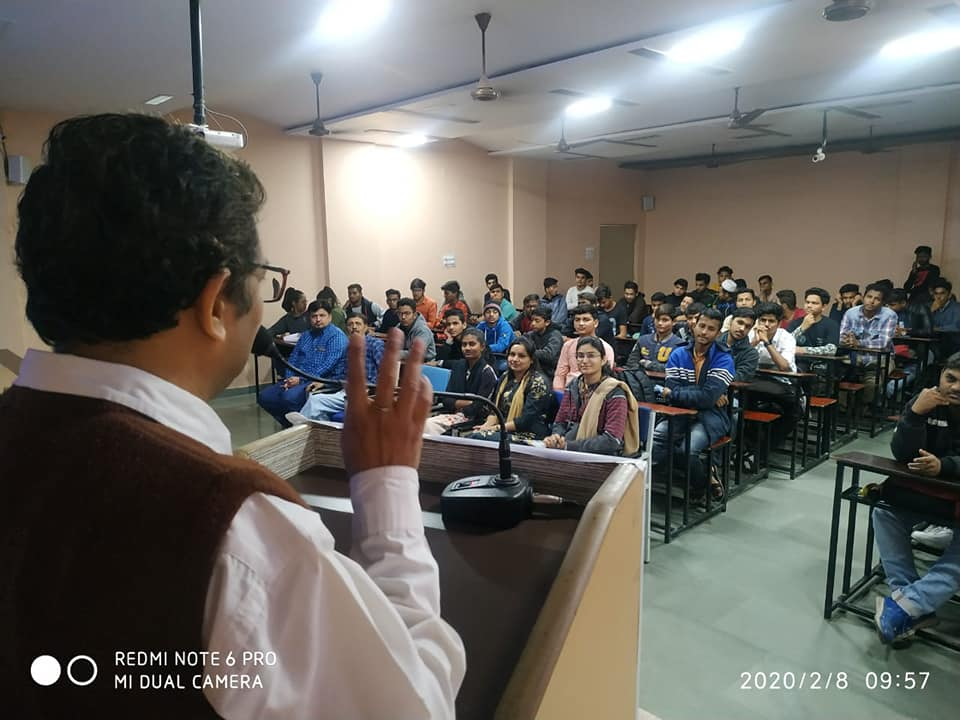 REDMI NOTE 6 PRO
MI DUAL CAMERA
2020/2/8 09:57